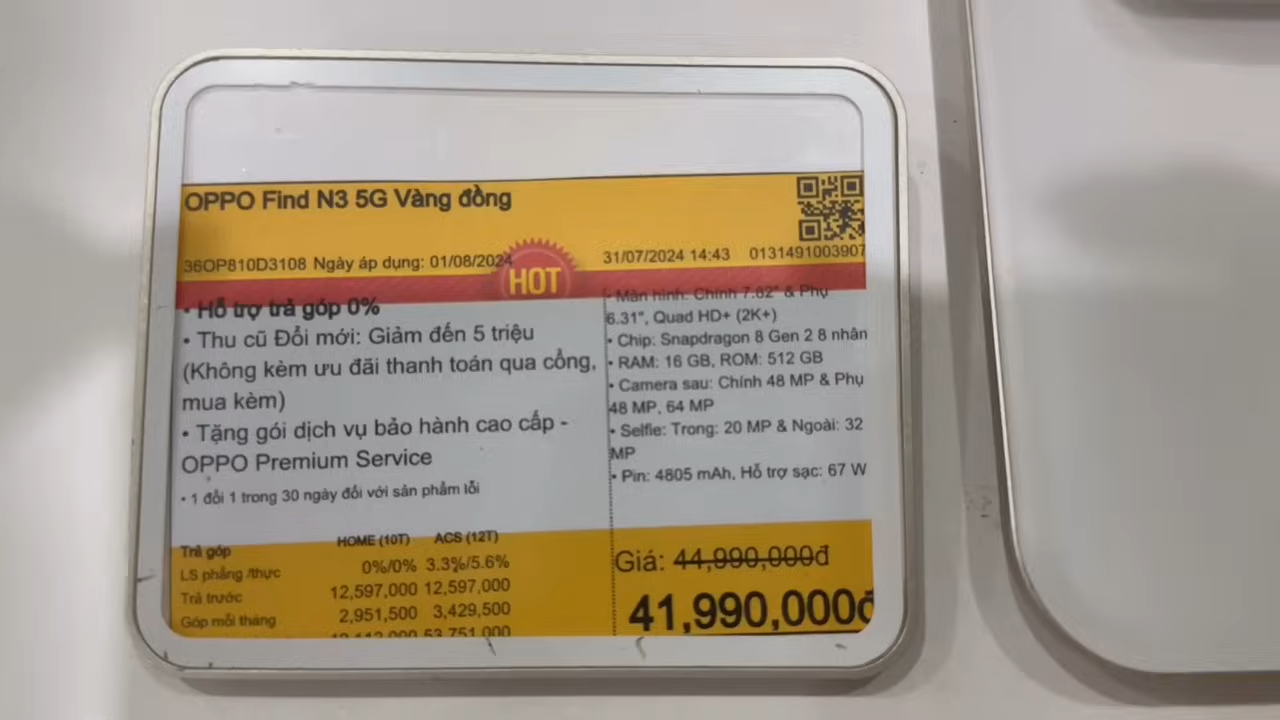 OPPO Find N3 5G Vàng đồng
36OP810D3108 Ngày áp dụng: 01/08/2024
HOT
31/07/2024 14:43 0131491003907
• Hỗ trợ trả góp 0%
• Thu cũ Đổi mới: Giảm đến 5 triệu
(Không kèm ưu đãi thanh toán qua cổng,
mua kèm)
• Tặng gói dịch vụ bảo hành cao cấp -
OPPO Premium Service
• 1 đổi 1 trong 30 ngày đối với sản phẩm lỗi
• Màn hình: Chính 7.82" & Phụ
6.31", Quad HD+ (2K+)
• Chip: Snapdragon 8 Gen 2 8 nhân
• RAM: 16 GB, ROM: 512 GB
• Camera sau: Chính 48 MP & Phụ
48 MP, 64 MP
• Selfie: Trong: 20 MP & Ngoài: 32
MP
• Pin: 4805 mAh, Hỗ trợ sạc: 67 W
Trả góp HOME (10T) ACS (12T)
LS phẳng /thực 0%/0% 3.3%/5.6%
Trả trước 12,597,000 12,597,000
Góp mỗi tháng 2,951,500 3,429,500
53,751,000
Giá: 44,990,000đ
41,990,000đ